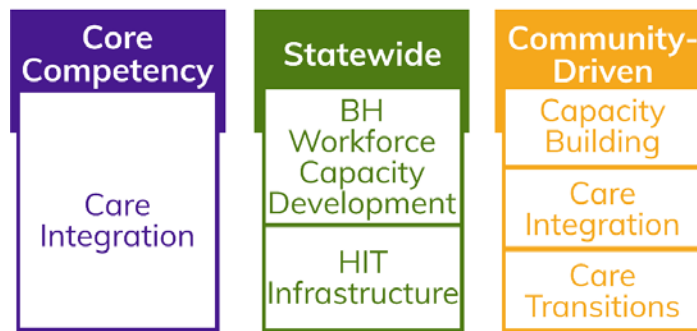 Core
Competency
Care
Integration
Statewide
BH
Workforce
Capacity
Development
HIT
Infrastructure
Community-
Driven
Capacity
Building
Care
Integration
Care
Transitions